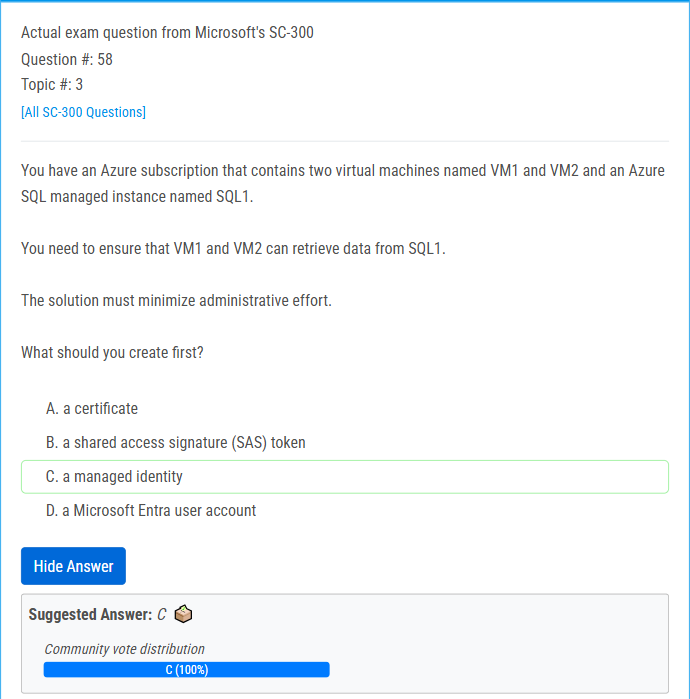 Actual exam question from Microsoft's SC-300
Question #: 58
Topic #: 3
[All SC-300 Questions]
You have an Azure subscription that contains two virtual machines named VM1 and VM2 and an Azure
SQL managed instance named SQL1.
You need to ensure that VM1 and VM2 can retrieve data from SQL1.
The solution must minimize administrative effort.
What should you create first?
A. a certificate
B. a shared access signature (SAS) token
C. a managed identity
D. a Microsoft Entra user account
Hide Answer
Suggested Answer: C
Community vote distribution
C (100%)